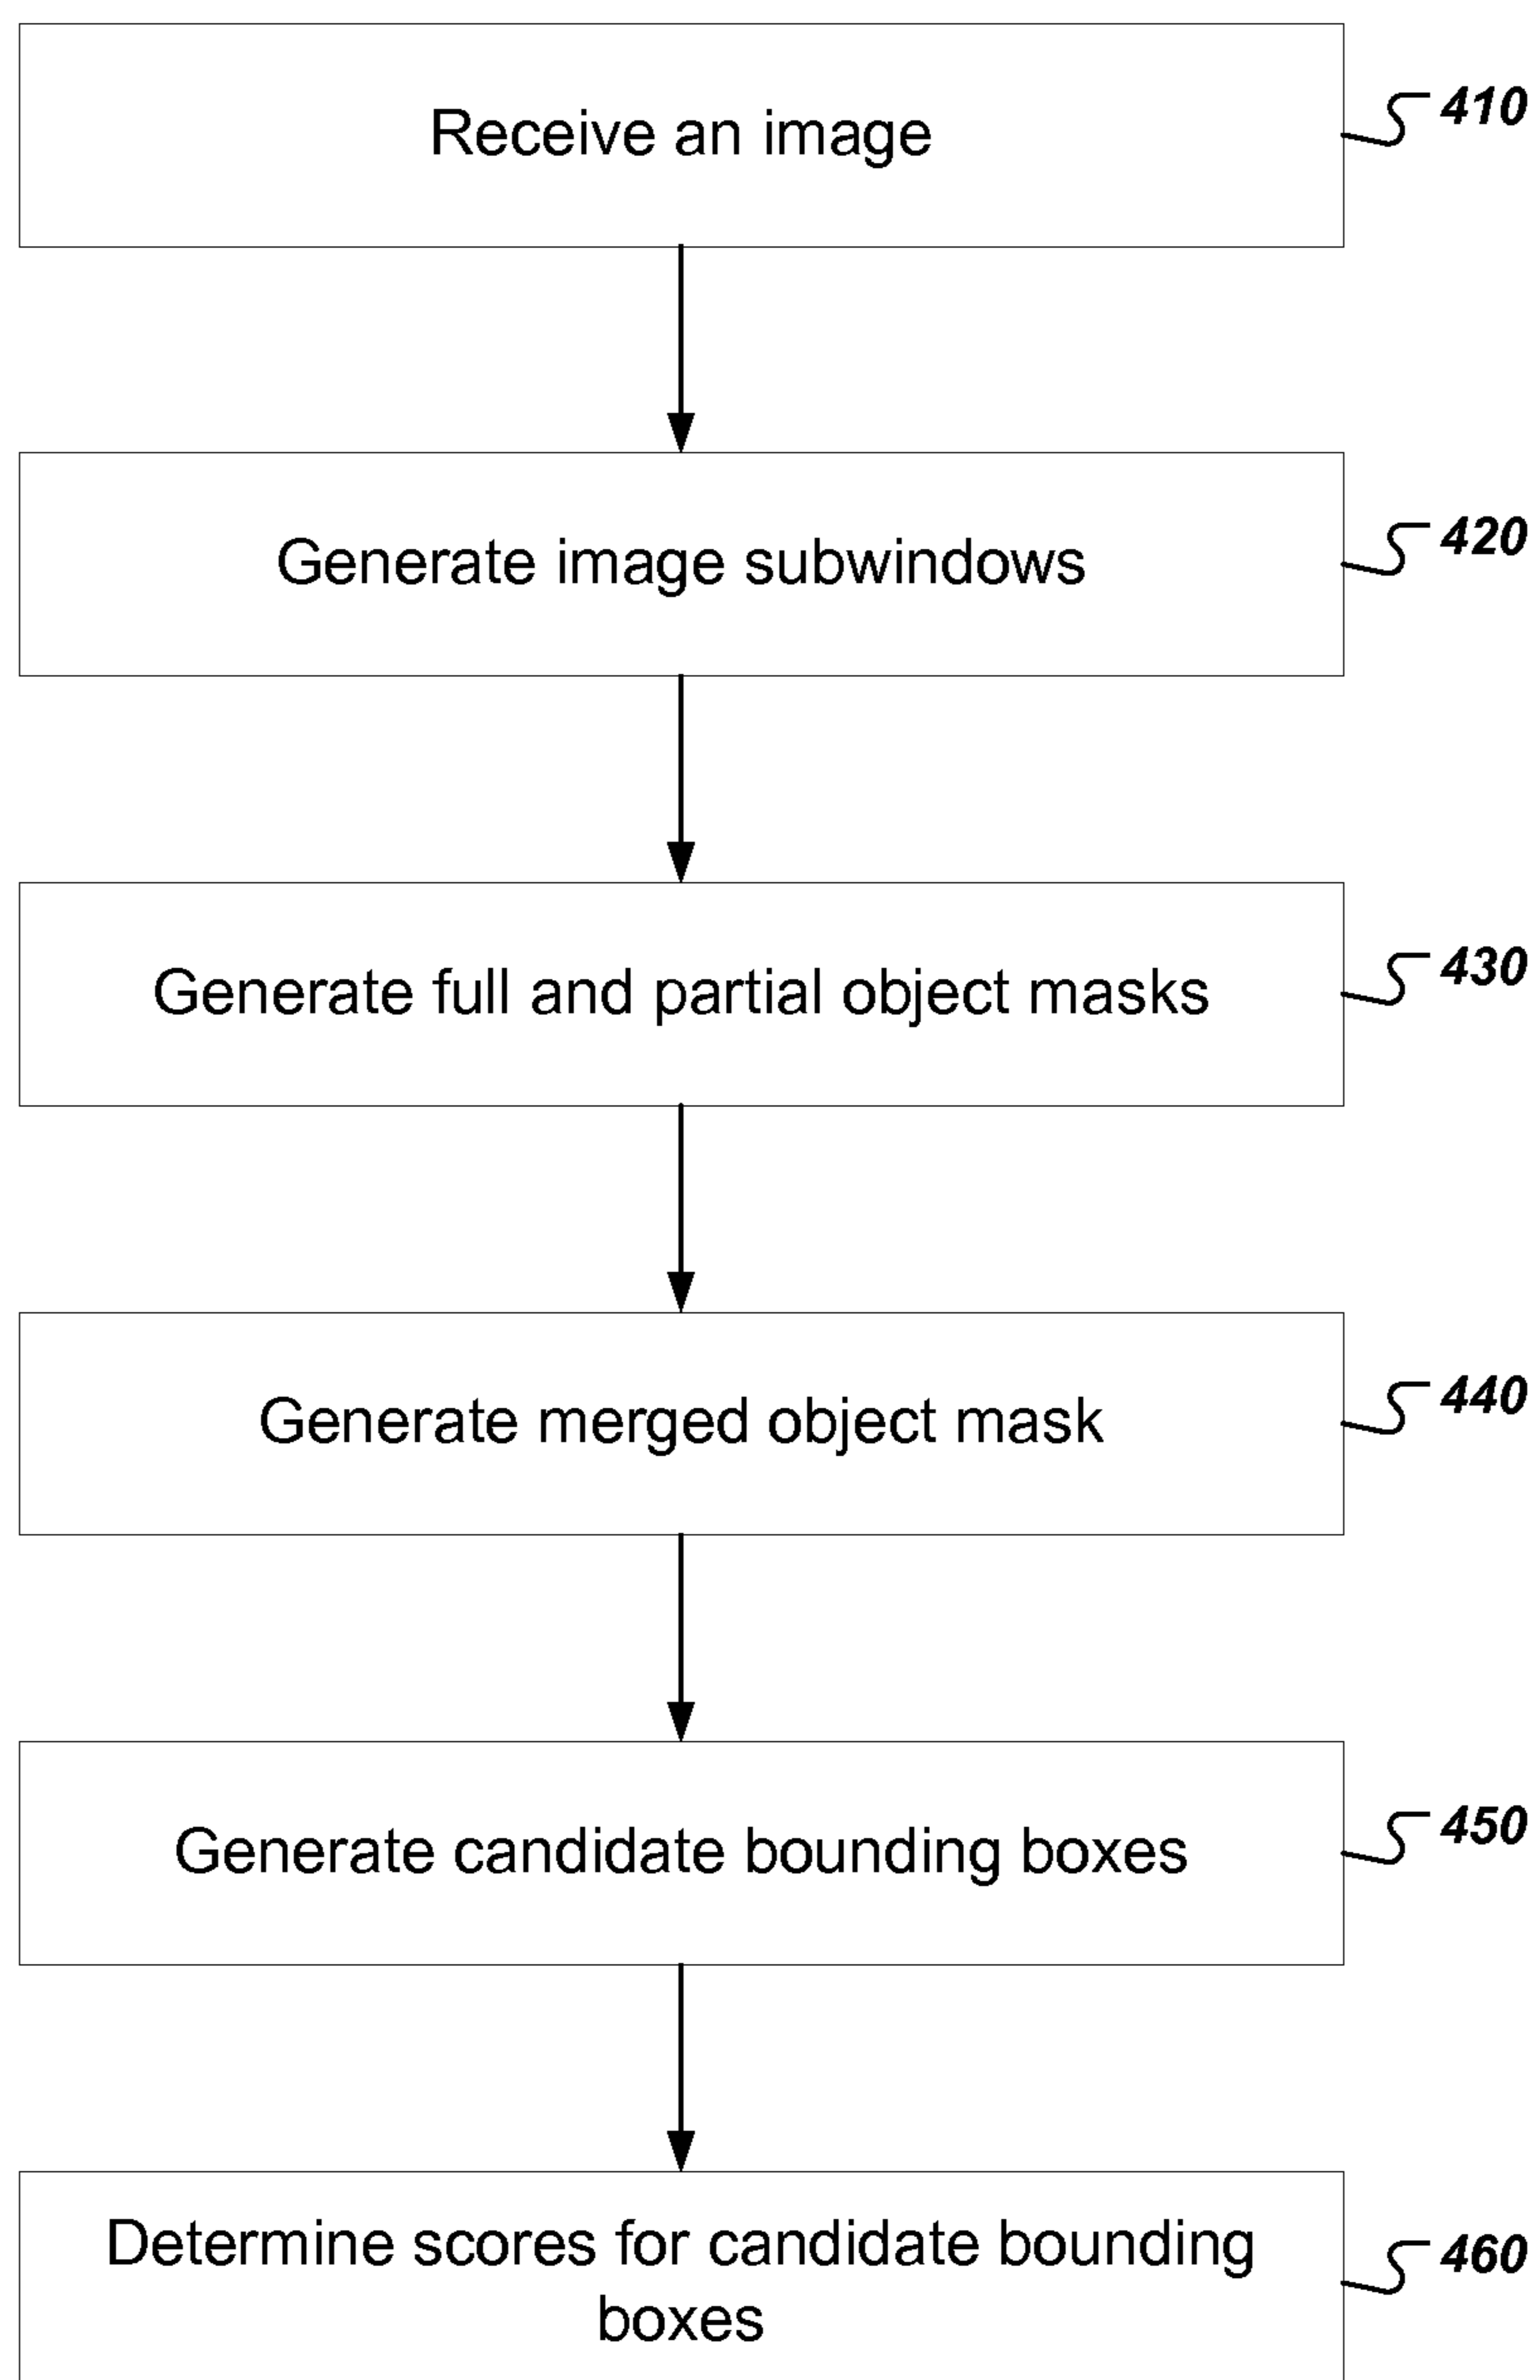 Receive an image
410
Generate image subwindows
420
Generate full and partial object masks
430
Generate merged object mask
440
Generate candidate bounding boxes
450
Determine scores for candidate bounding
boxes
460